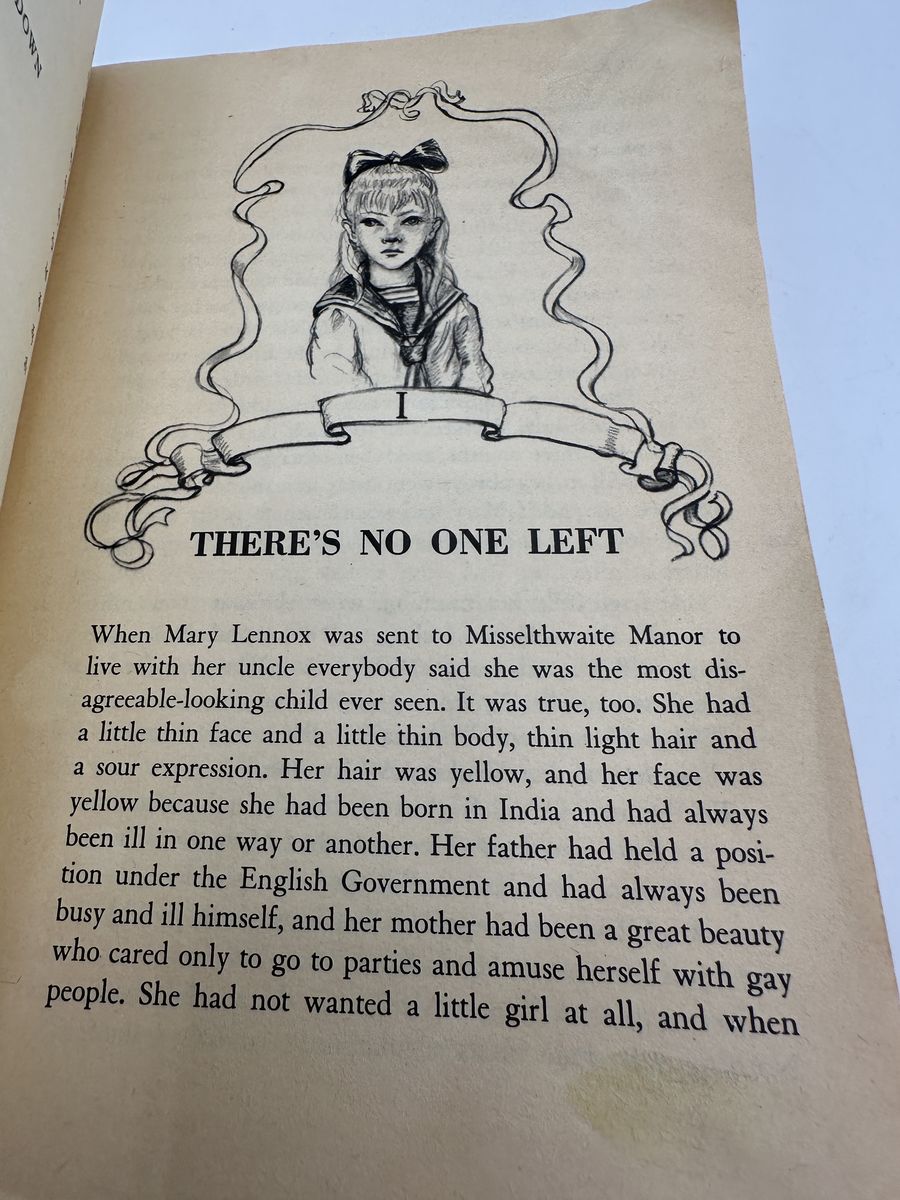 DOWN
I
THERE'S NO ONE LEFT
When Mary Lennox was sent to Misselthwaite Manor to
live with her uncle everybody said she was the most dis-
agreeable-looking child ever seen. It was true, too. She had
a little thin face and a little thin body, thin light hair and
a sour expression. Her hair was yellow, and her face was
yellow because she had been born in India and had always
been ill in one way or another. Her father had held a posi-
tion under the English Government and had always been
busy and ill himself, and her mother had been a great beauty
who cared only to go to parties and amuse herself with gay
people. She had not wanted a little girl at all, and when